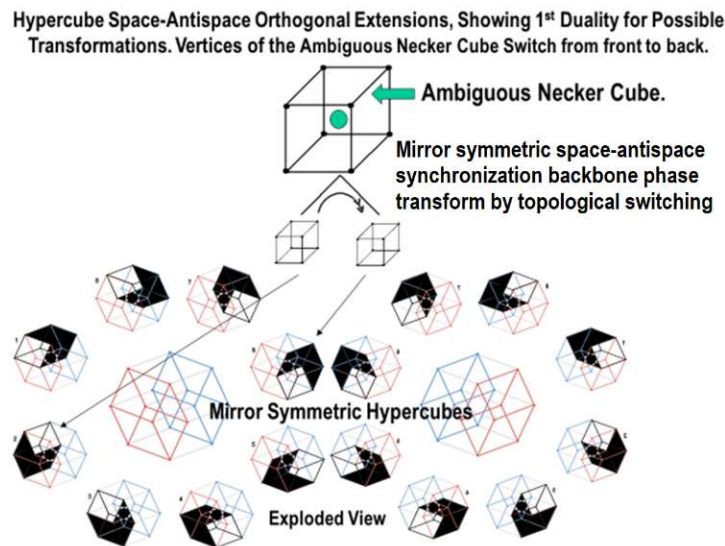 Hypercube Space-Antispace Orthogonal Extensions, Showing 1st Duality for Possible
Transformations. Vertices of the Ambiguous Necker Cube Switch from front to back.
Ambiguous Necker Cube.
Mirror symmetric space-antispace
synchronization backbone phase
transform by topological switching
Mirror Symmetric Hypercubes
Exploded View